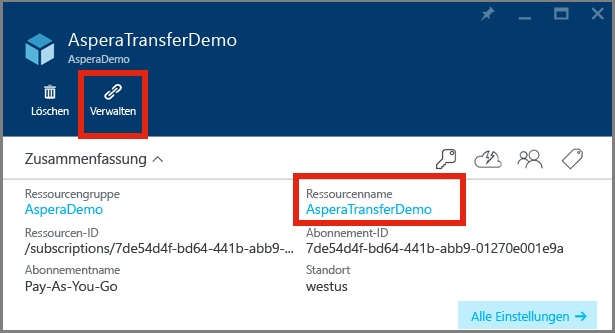 AsperaTransferDemo
AsperaDemo
Löschen
Verwalten
Zusammenfassung
Ressourcengruppe
AsperaDemo
Ressourcenname
AsperaTransferDemo
Ressourcen-ID
/subscriptions/7de54d4f-bd64-441b-abb9-...
Abonnement-ID
7de54d4f-bd64-441b-abb9-01270e001e9a
Abonnementname
Pay-As-You-Go
Standort
westus
Alle Einstellungen